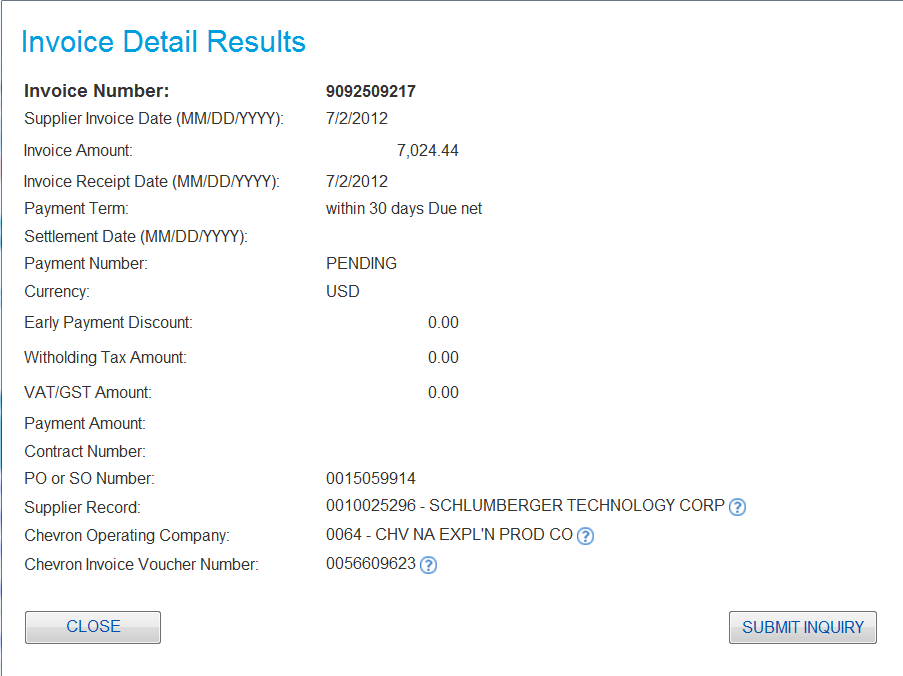 Invoice Detail Results
Invoice Number: 9092509217
Supplier Invoice Date (MM/DD/YYYY): 7/2/2012
Invoice Amount: 7,024.44
Invoice Receipt Date (MM/DD/YYYY): 7/2/2012
Payment Term: within 30 days Due net
Settlement Date (MM/DD/YYYY):
Payment Number: PENDING
Currency: USD
Early Payment Discount: 0.00
Witholding Tax Amount: 0.00
VAT/GST Amount: 0.00
Payment Amount:
Contract Number:
PO or SO Number: 0015059914
Supplier Record: 0010025296 - SCHLUMBERGER TECHNOLOGY CORP ?
Chevron Operating Company: 0064 - CHV NA EXPL'N PROD CO ?
Chevron Invoice Voucher Number: 0056609623 ?
CLOSE SUBMIT INQUIRY